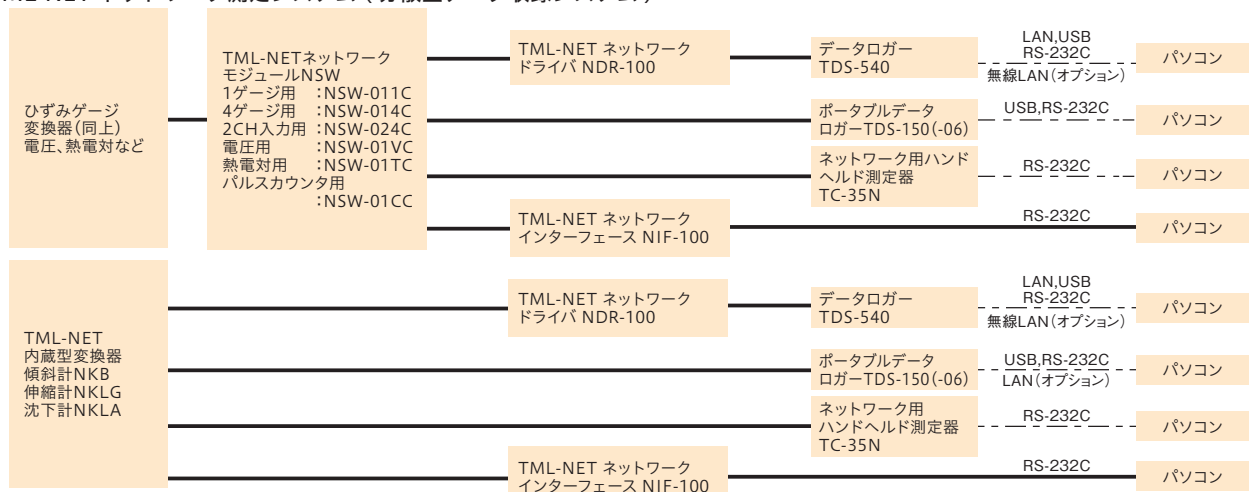 ひずみゲージ
変換器(同上)
電圧、熱電対など
TML-NETネットワーク
モジュールNSW
1ゲージ用 :NSW-011C
4ゲージ用 :NSW-014C
2CH入力用 :NSW-024C
電圧用 :NSW-01VC
熱電対用 :NSW-01TC
パルスカウンタ用
:NSW-01CC
TML-NET ネットワーク
ドライバ NDR-100
データロガー
TDS-540
LAN,USB
RS-232C
無線LAN(オプション)
パソコン
ポータブルデータ
ロガーTDS-150(-06)
USB,RS-232C
パソコン
ネットワーク用ハンド
ヘルド測定器
TC-35N
RS-232C
パソコン
TML-NET ネットワーク
インターフェース NIF-100
RS-232C
パソコン
TML-NET
内蔵型変換器
傾斜計NKB
伸縮計NKLG
沈下計NKLA
TML-NET ネットワーク
ドライバ NDR-100
データロガー
TDS-540
LAN,USB
RS-232C
無線LAN(オプション)
パソコン
ポータブルデータ
ロガーTDS-150(-06)
USB,RS-232C
LAN(オプション)
パソコン
ネットワーク用
ハンドヘルド測定器
TC-35N
RS-232C
パソコン
TML-NET ネットワーク
インターフェース NIF-100
RS-232C
パソコン